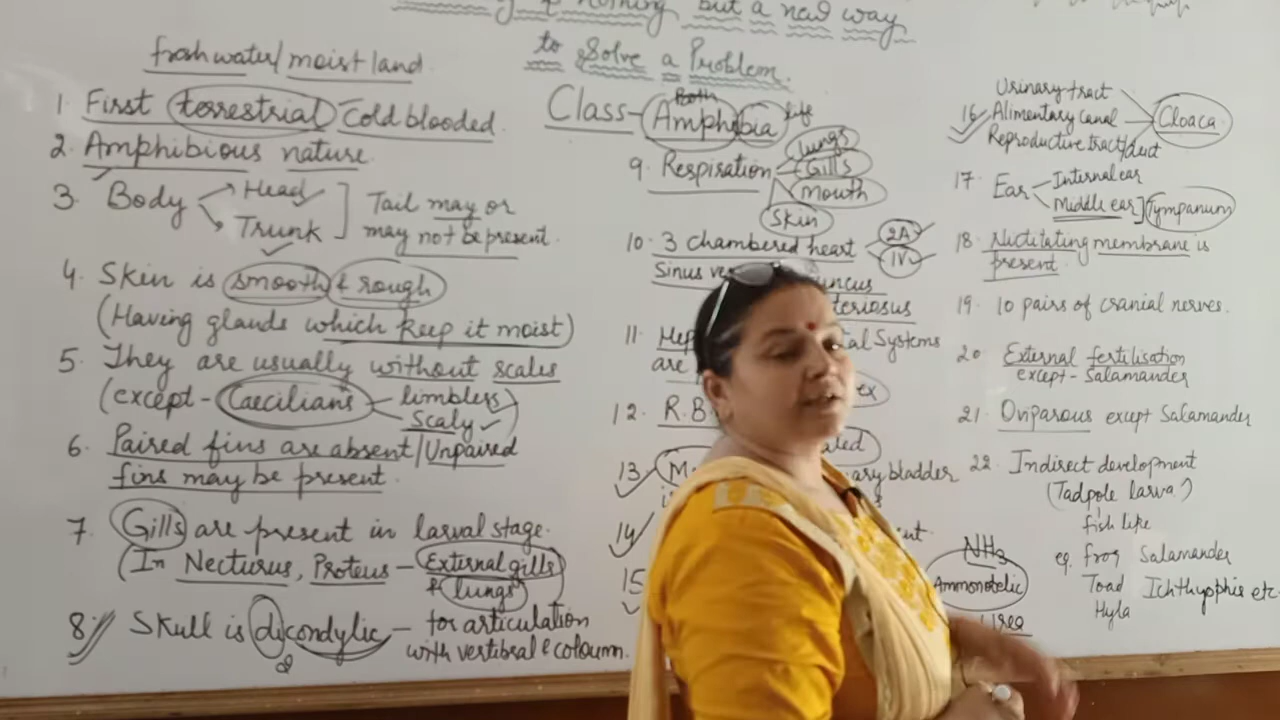 nothing but a new way
to Solve a Problem.
fresh water/moist land.
1. First terrestrial Cold blooded.
2. Amphibious nature.
3. Body Head Trunk Tail may or may not be present.
4. Skin is smooth & rough
(Having glands which keep it moist)
5. They are usually without scales
(except - Caecilians limbless Scaly)
6. Paired fins are absent/Unpaired
fins may be present.
7. Gills are present in larval stage.
(In Necturus, Proteus - External gills & lungs)
8. Skull is dicondylic - for articulation
with vertibral coloumn.
Class - Amphibia
Both
life
9. Respiration lungs Gills mouth Skin
10. 3 chambered heart 2A 1V
Sinus
uncus
teriosus
11.
al Systems
are
12. R.B
ex
13. M
ated
ary bladder
14
15
NH3
Ammonotelic
Urea
16. Urinary tract
Alimentary canal
Reproductive tract/duct
Cloaca
17. Ear Internal ear
Middle ear] Tympanum
18. Nictitating membrane is
present.
19. 10 pairs of cranial nerves.
20. External fertilisation
except - Salamander
21. Oviparous except Salamander
22. Indirect development
(Tadpole larva)
fish like
eg. frog Salamander
Toad Ichthyophis etc.
Hyla